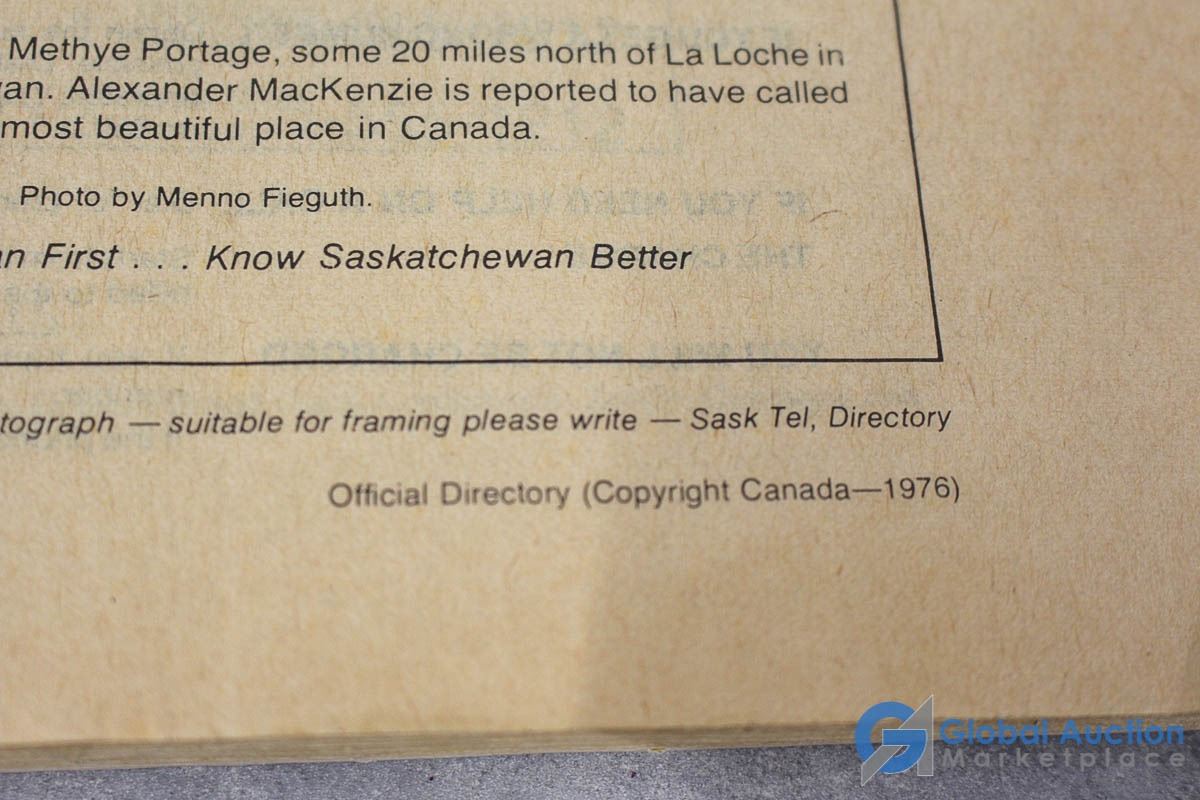 Methye Portage, some 20 miles north of La Loche in
van. Alexander MacKenzie is reported to have called
most beautiful place in Canada.
Photo by Menno Fieguth.
n First . . . Know Saskatchewan Better
tograph — suitable for framing please write — Sask Tel, Directory
Official Directory (Copyright Canada—1976)
Global Auction
Marketplace